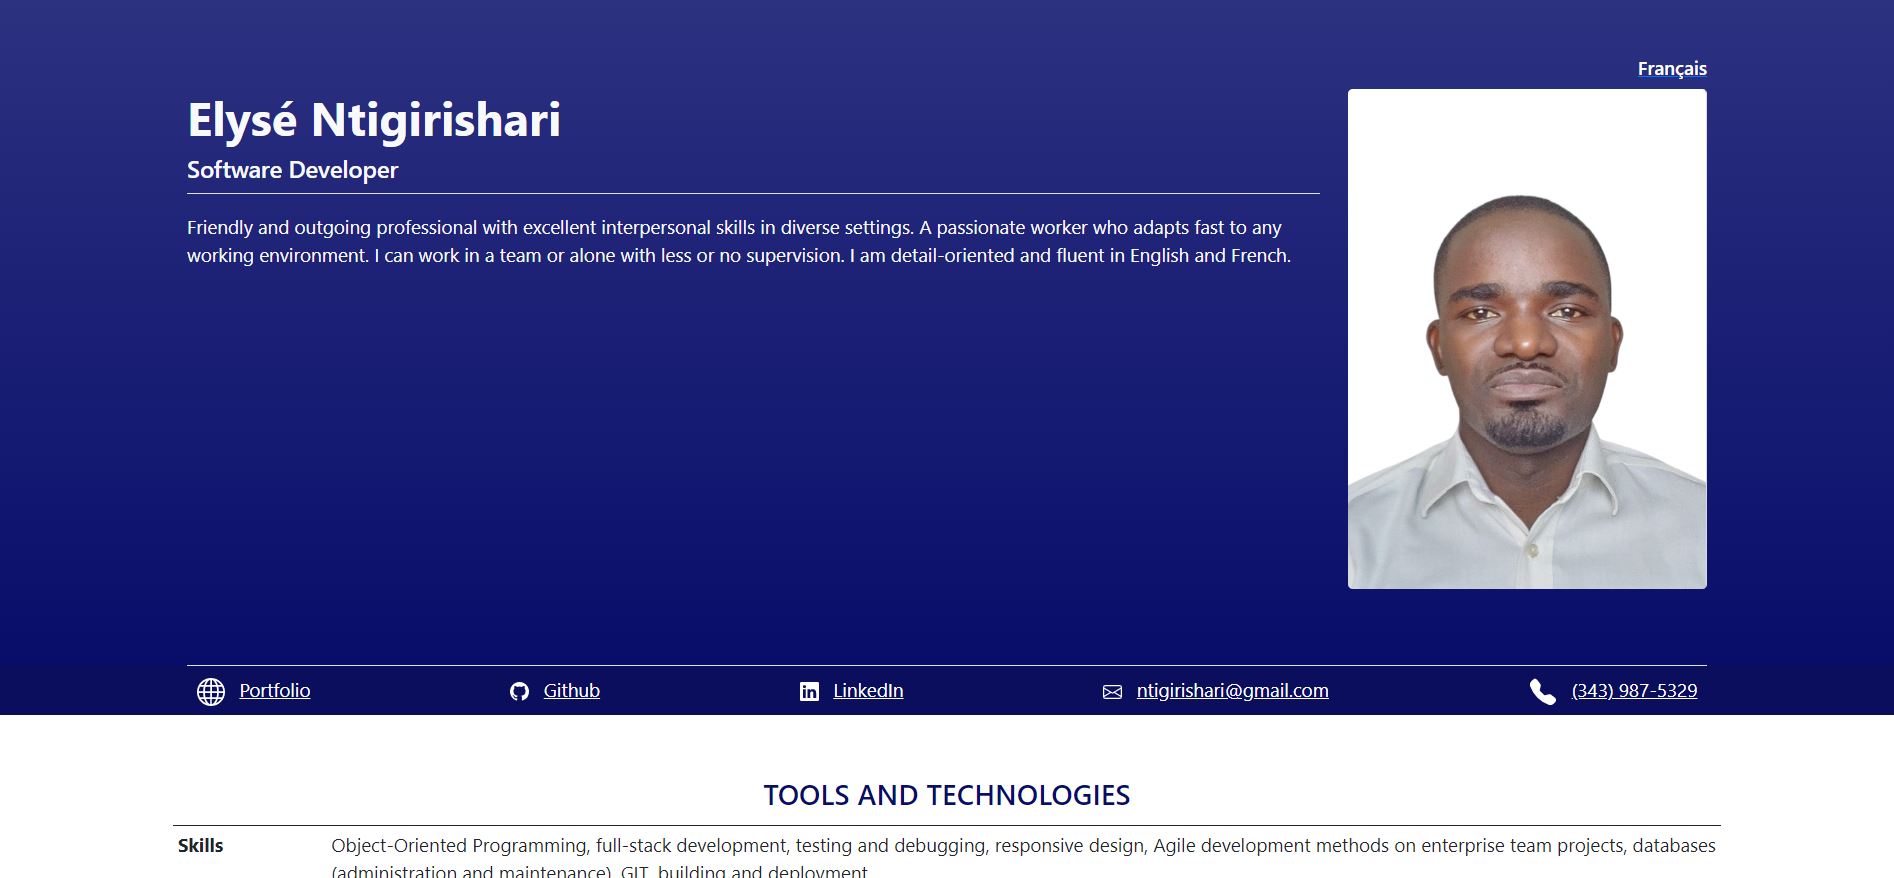 Français
Elysé Ntigirishari
Software Developer
Friendly and outgoing professional with excellent interpersonal skills in diverse settings. A passionate worker who adapts fast to any
working environment. I can work in a team or alone with less or no supervision. I am detail-oriented and fluent in English and French.
Portfolio
Github
LinkedIn
ntigirishari@gmail.com
(343) 987-5329
TOOLS AND TECHNOLOGIES
Skills
Object-Oriented Programming, full-stack development, testing and debugging, responsive design, Agile development methods on enterprise team projects, databases
(administration and maintenance), GIT, building and deployment